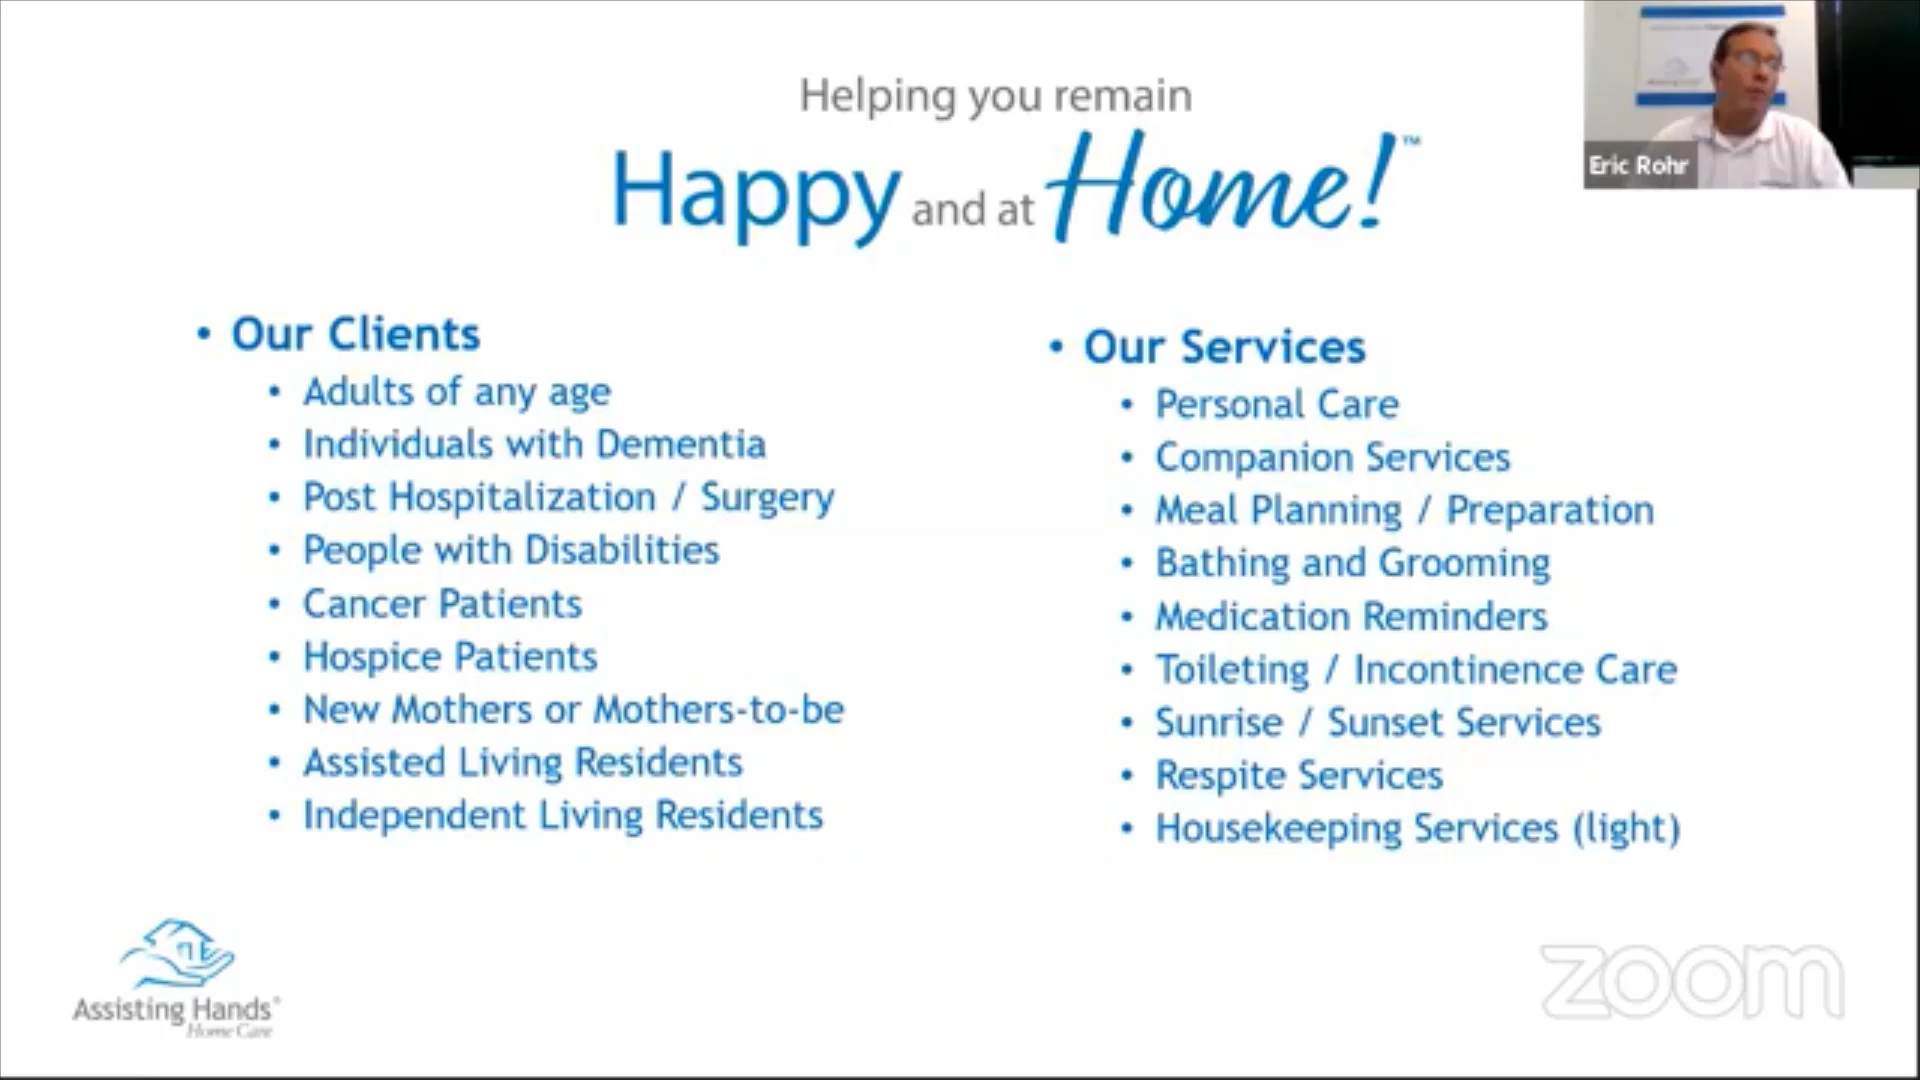 Helping you remain
Happy and at Home!™
Eric Rohr
• Our Clients
• Adults of any age
• Individuals with Dementia
• Post Hospitalization / Surgery
• People with Disabilities
• Cancer Patients
• Hospice Patients
• New Mothers or Mothers-to-be
• Assisted Living Residents
• Independent Living Residents
• Our Services
• Personal Care
• Companion Services
• Meal Planning / Preparation
• Bathing and Grooming
• Medication Reminders
• Toileting / Incontinence Care
• Sunrise / Sunset Services
• Respite Services
• Housekeeping Services (light)
Assisting Hands®
Home Care
zoom